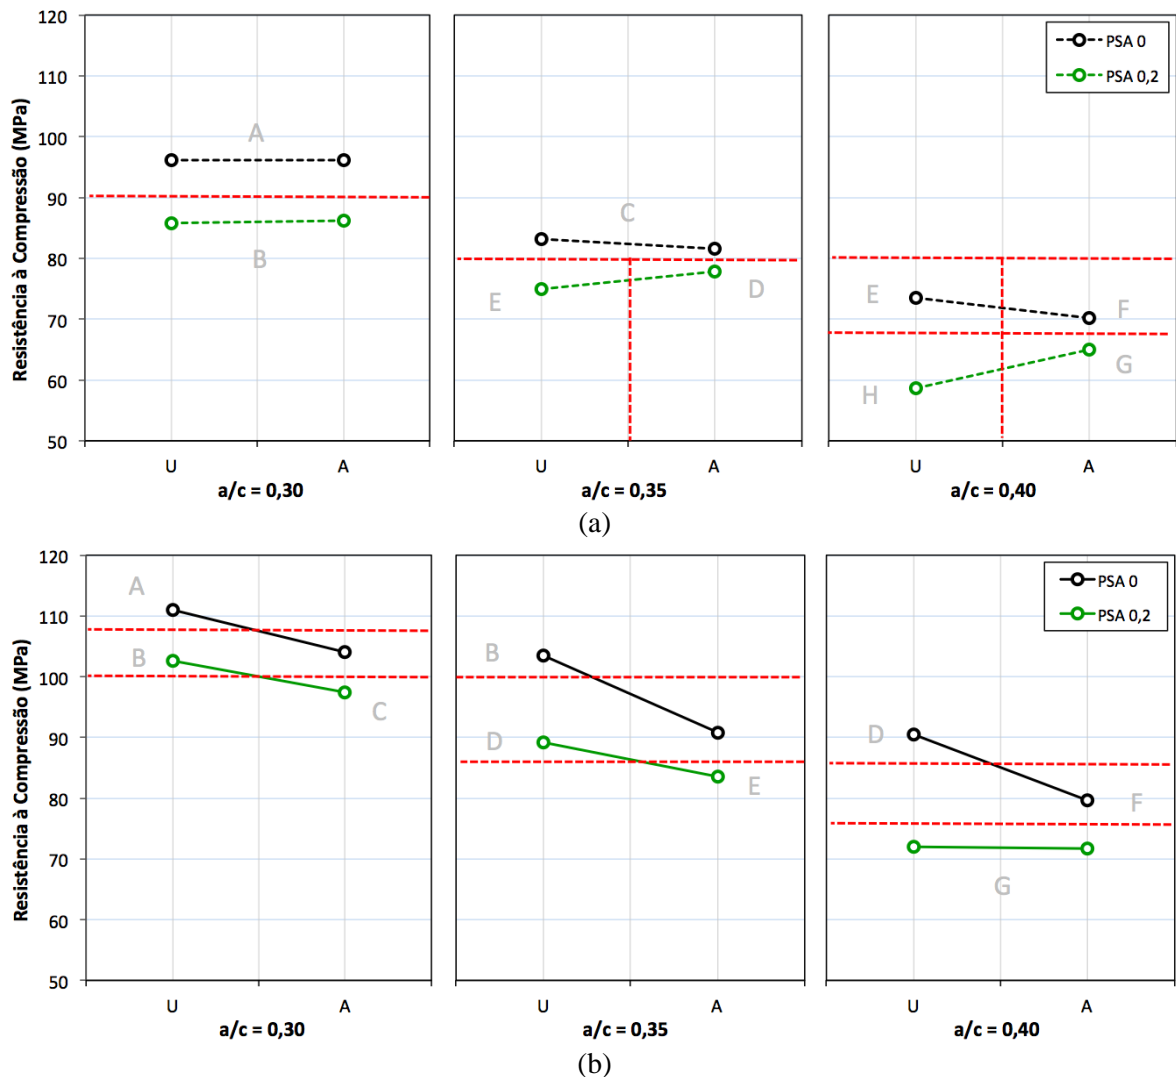 Resistência à Compressão (MPa)
120
110
100
90
80
70
60
50
A
B
U A
a/c = 0,30
C
E
D
U A
a/c = 0,35
PSA 0
PSA 0,2
E
F
G
H
U A
a/c = 0,40
(a)
Resistência à Compressão (MPa)
120
110
100
90
80
70
60
50
A
B
C
U A
a/c = 0,30
B
D
E
U A
a/c = 0,35
PSA 0
PSA 0,2
D
F
G
U A
a/c = 0,40
(b)